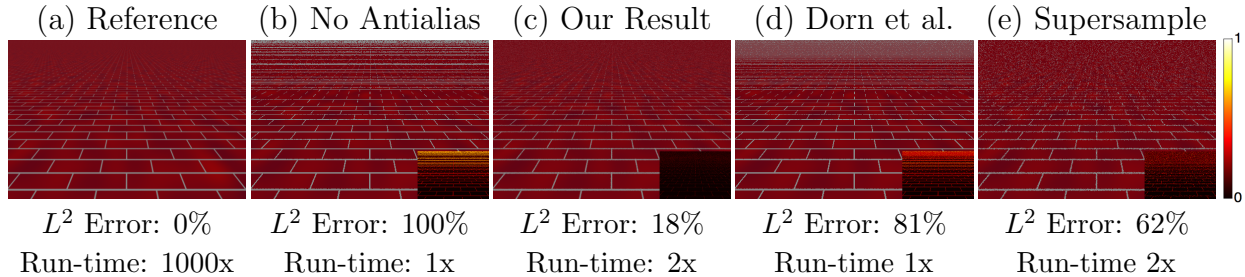 (a) Reference (b) No Antialias (c) Our Result (d) Dorn et al. (e) Supersample
1
0
L² Error: 0% L² Error: 100% L² Error: 18% L² Error: 81% L² Error: 62%
Run-time: 1000x Run-time: 1x Run-time: 2x Run-time 1x Run-time 2x